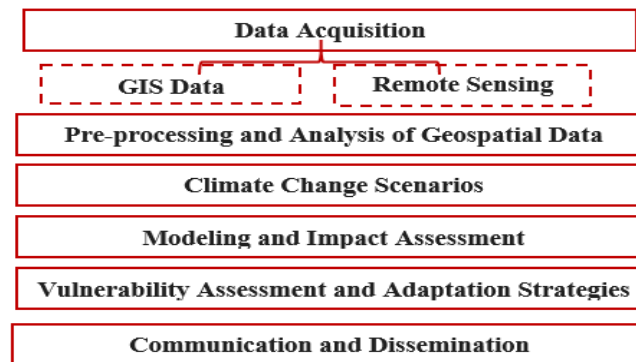 Data Acquisition
GIS Data
Remote Sensing
Pre-processing and Analysis of Geospatial Data
Climate Change Scenarios
Modeling and Impact Assessment
Vulnerability Assessment and Adaptation Strategies
Communication and Dissemination